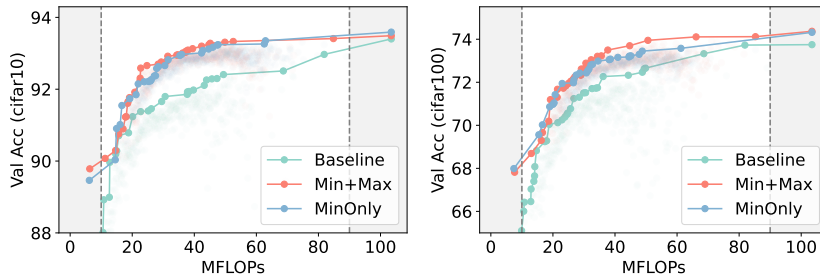 94
92
90
88
Val Acc (cifar10)
0
20
40
60
80
100
MFLOPs
Baseline
Min+Max
MinOnly
74
72
70
68
66
Val Acc (cifar100)
0
20
40
60
80
100
MFLOPs
Baseline
Min+Max
MinOnly